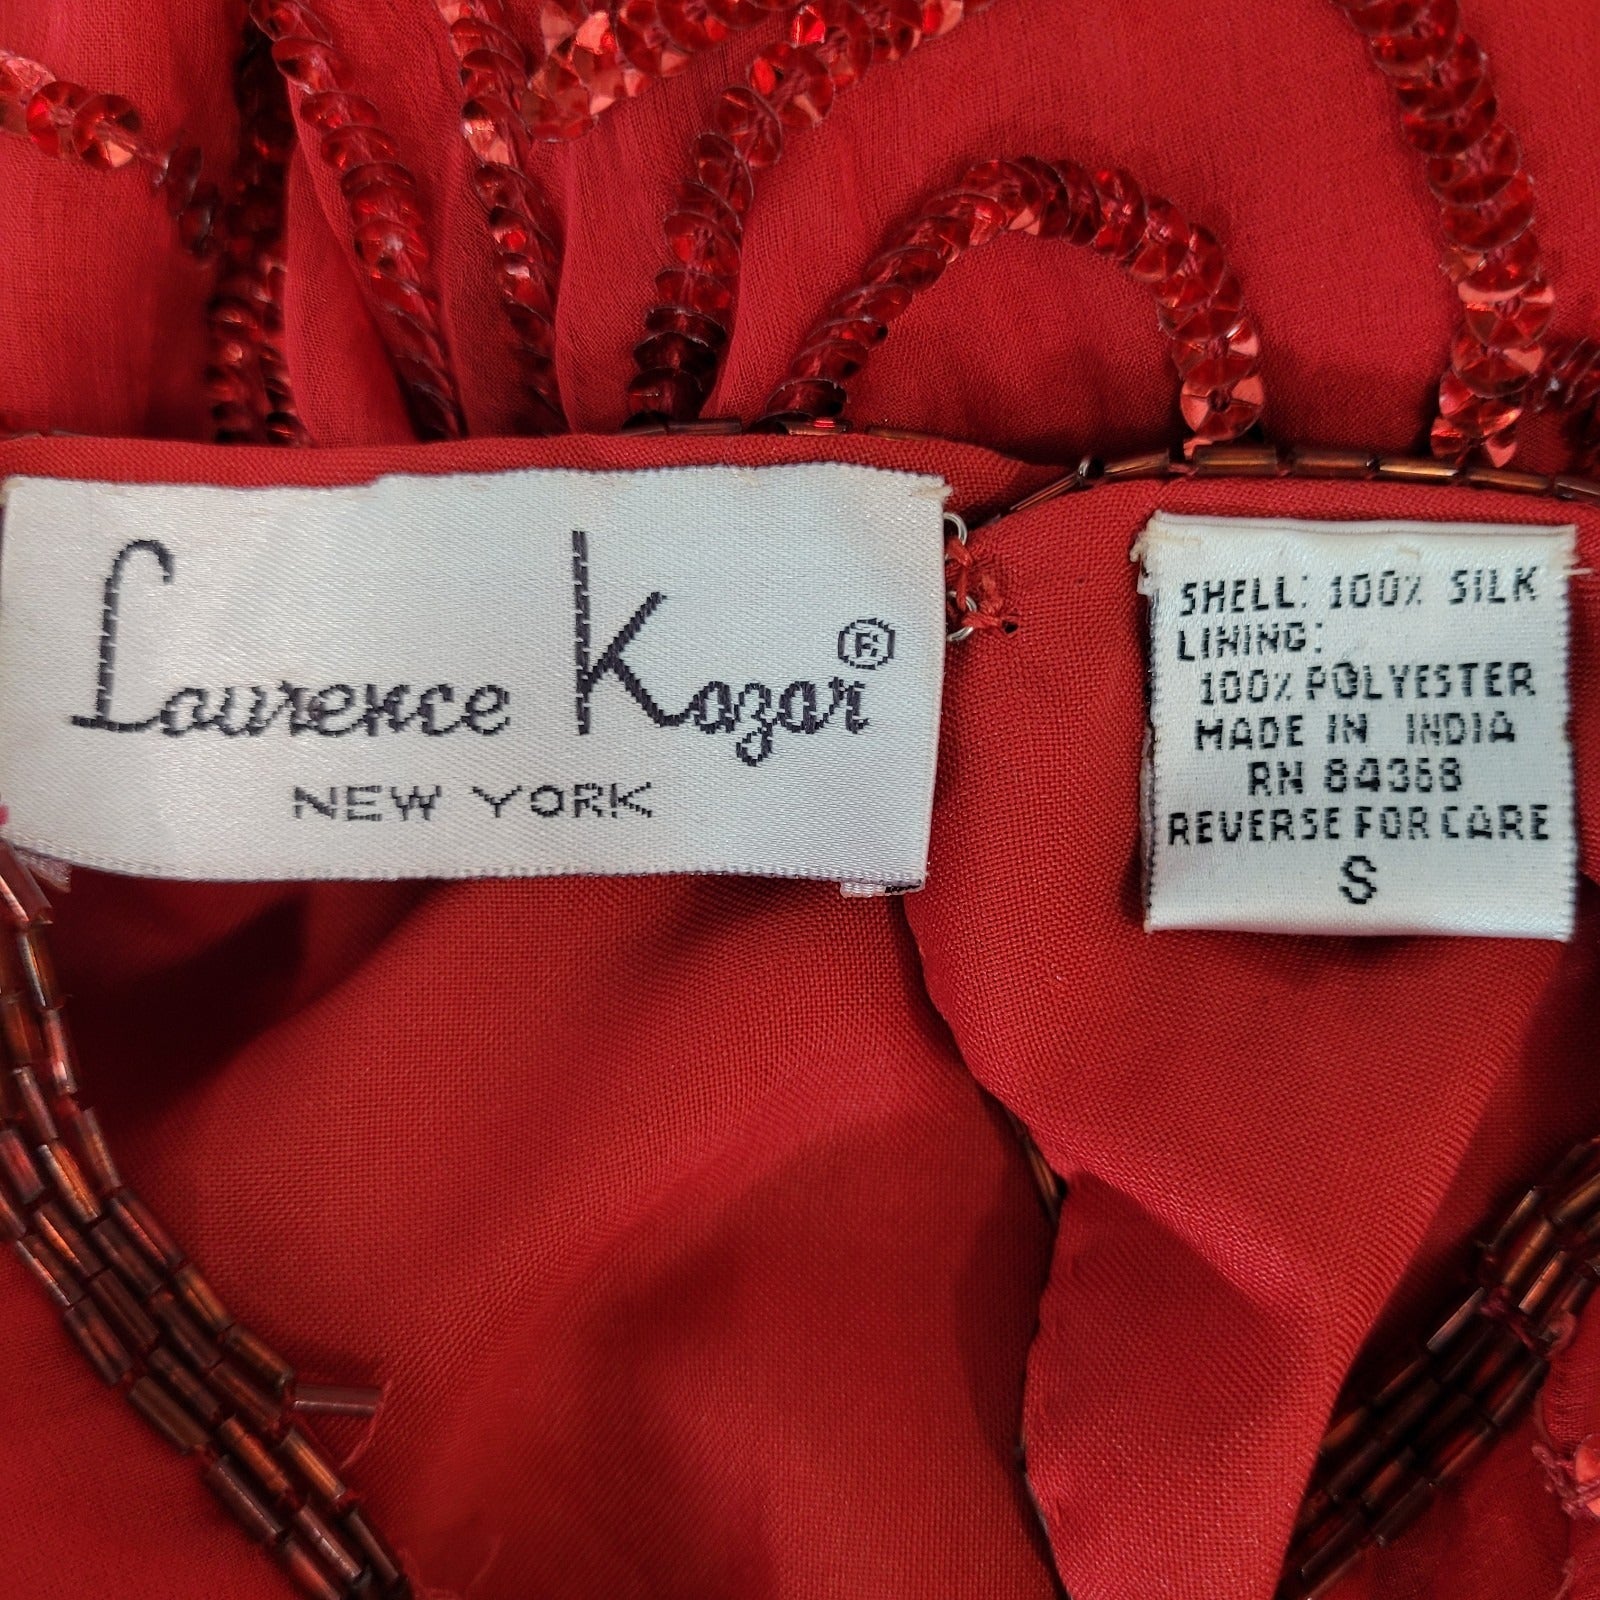 Laurence Kazar®
NEW YORK
SHELL: 100% SILK
LINING:
100% POLYESTER
MADE IN INDIA
RN 84368
REVERSE FOR CARE
S